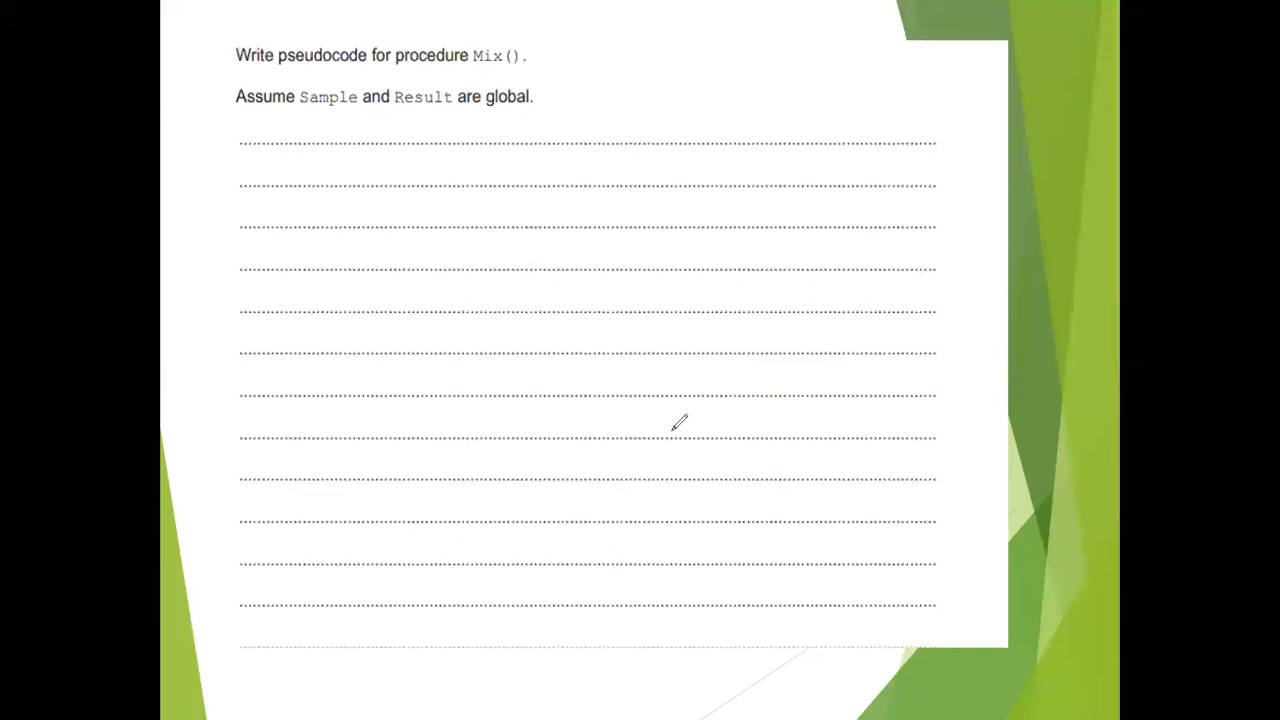 Write pseudocode for procedure Mix().
Assume Sample and Result are global.